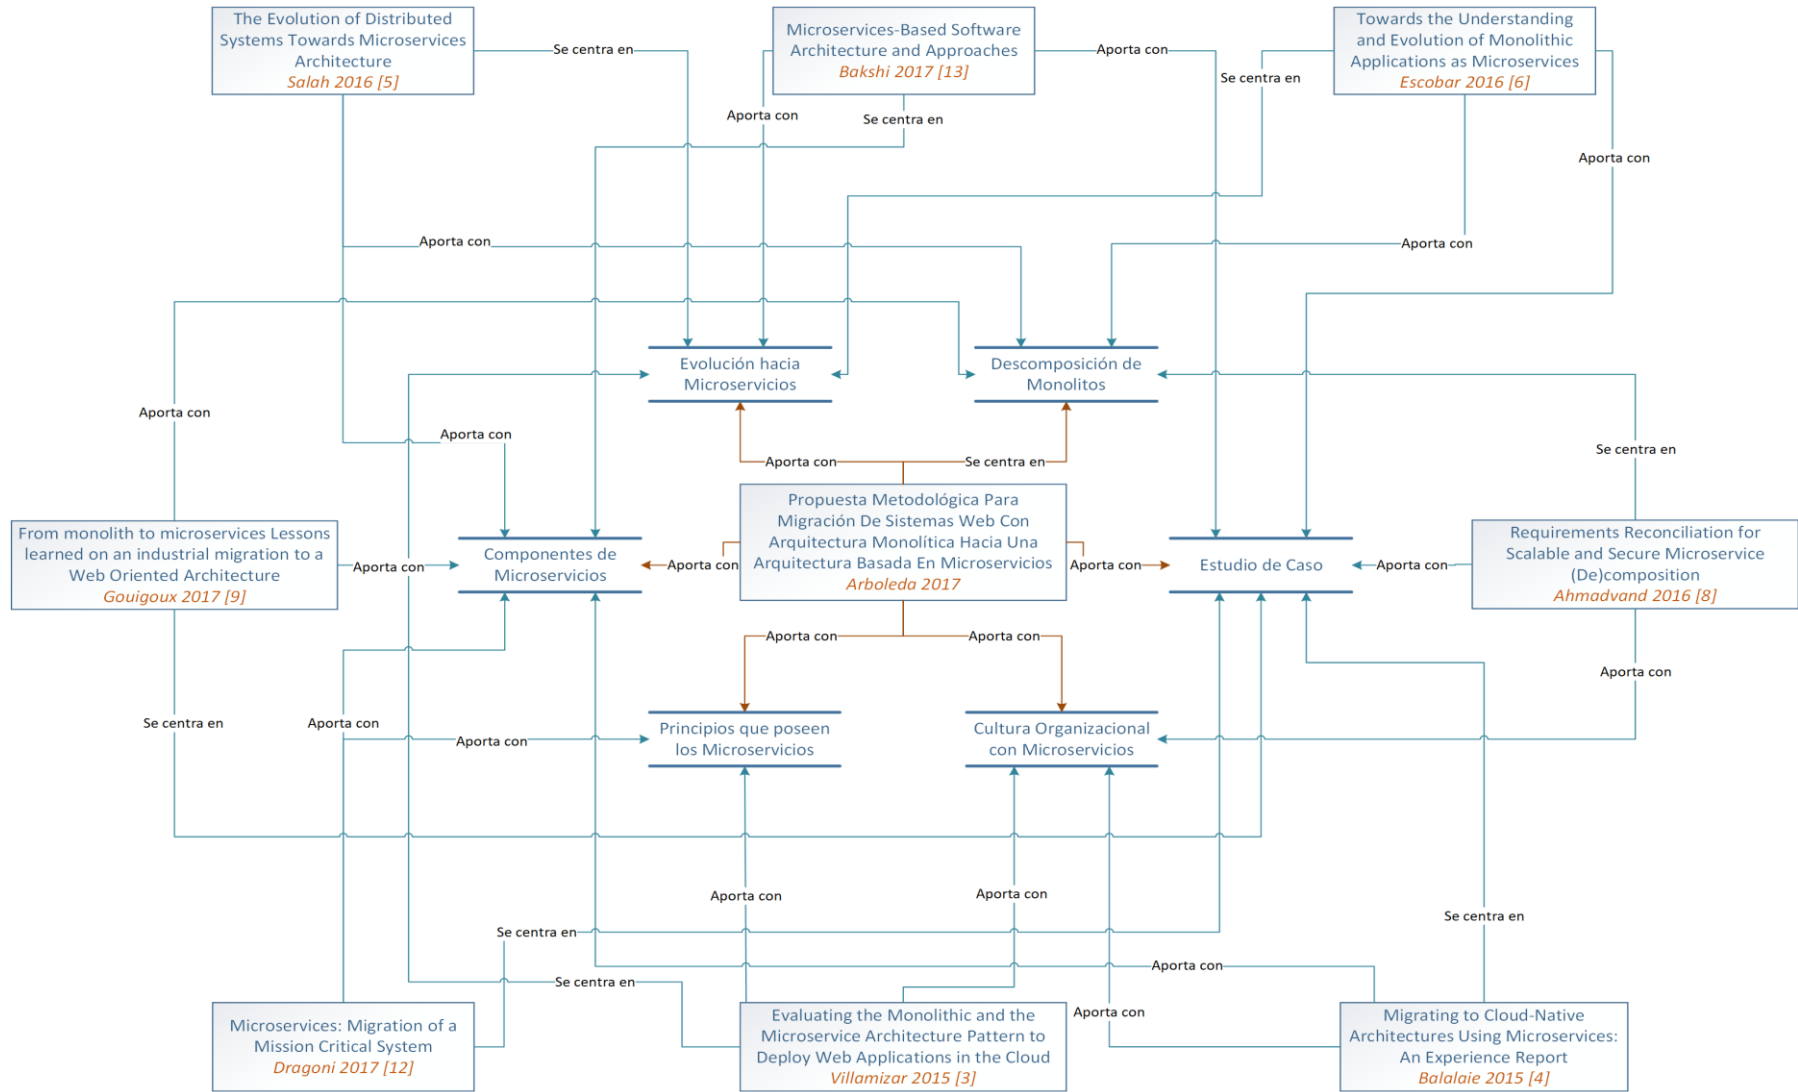 The Evolution of Distributed
Systems Towards Microservices
Architecture
Salah 2016 [5]
Se centra en
Microservices-Based Software
Architecture and Approaches
Bakshi 2017 [13]
Aporta con
Towards the Understanding
and Evolution of Monolithic
Applications as Microservices
Escobar 2016 [6]
Se centra en
Aporta con
Se centra en
Aporta con
Aporta con
Aporta con
Evolución hacia
Microservicios
Descomposición de
Monolitos
Aporta con
Aporta con
Se centra en
Aporta con
Se centra en
From monolith to microservices Lessons
learned on an industrial migration to a
Web Oriented Architecture
Gouigoux 2017 [9]
Aporta con
Componentes de
Microservicios
Aporta con
Propuesta Metodológica Para
Migración De Sistemas Web Con
Arquitectura Monolítica Hacia Una
Arquitectura Basada En Microservicios
Arboleda 2017
Aporta con
Estudio de Caso
Aporta con
Requirements Reconciliation for
Scalable and Secure Microservice
(De)composition
Ahmadvand 2016 [8]
Aporta con
Aporta con
Aporta con
Se centra en
Aporta con
Aporta con
Principios que poseen
los Microservicios
Cultura Organizacional
con Microservicios
Aporta con
Aporta con
Se centra en
Se centra en
Aporta con
Se centra en
Aporta con
Microservices: Migration of a
Mission Critical System
Dragoni 2017 [12]
Evaluating the Monolithic and the
Microservice Architecture Pattern to
Deploy Web Applications in the Cloud
Villamizar 2015 [3]
Migrating to Cloud-Native
Architectures Using Microservices:
An Experience Report
Balalaie 2015 [4]